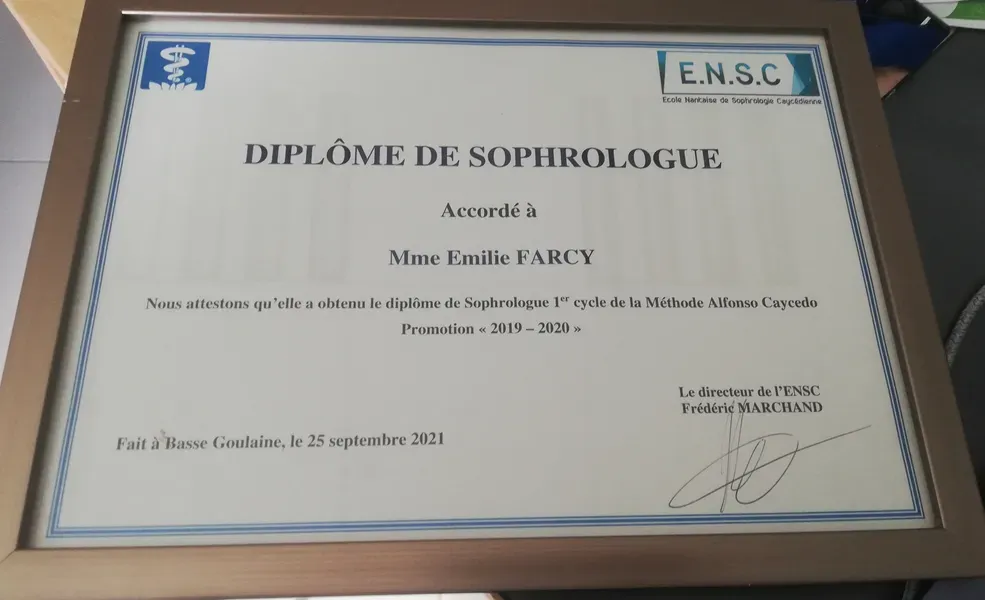 E.N.S.C
Ecole Nantaise de Sophrologie Caycédienne
DIPLÔME DE SOPHROLOGUE
Accordé à
Mme Emilie FARCY
Nous attestons qu'elle a obtenu le diplôme de Sophrologue 1er cycle de la Méthode Alfonso Caycedo
Promotion « 2019 – 2020 »
Le directeur de l'ENSC
Frédéric MARCHAND
Fait à Basse Goulaine, le 25 septembre 2021